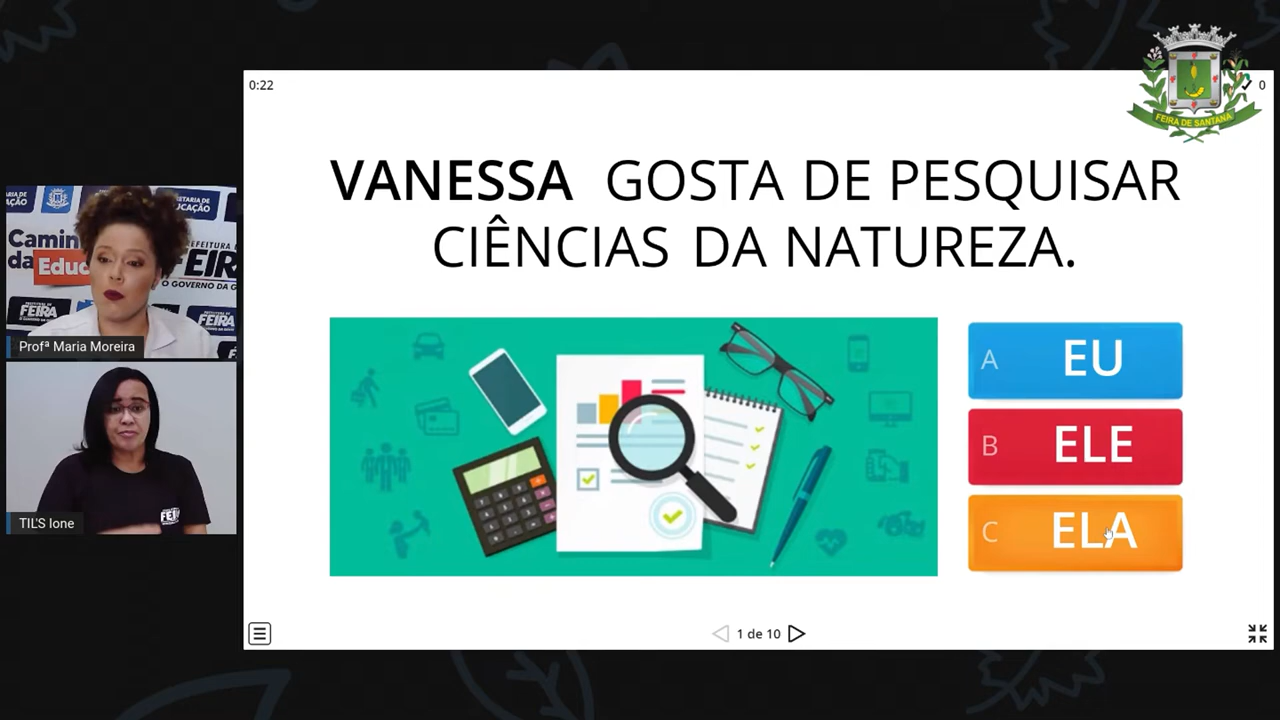 0:22
0
FEIRA DE SANTANA
VANESSA GOSTA DE PESQUISAR
CIÊNCIAS DA NATUREZA.
A EU
B ELE
C ELA
1 de 10
Profª Maria Moreira
TIL'S Ione